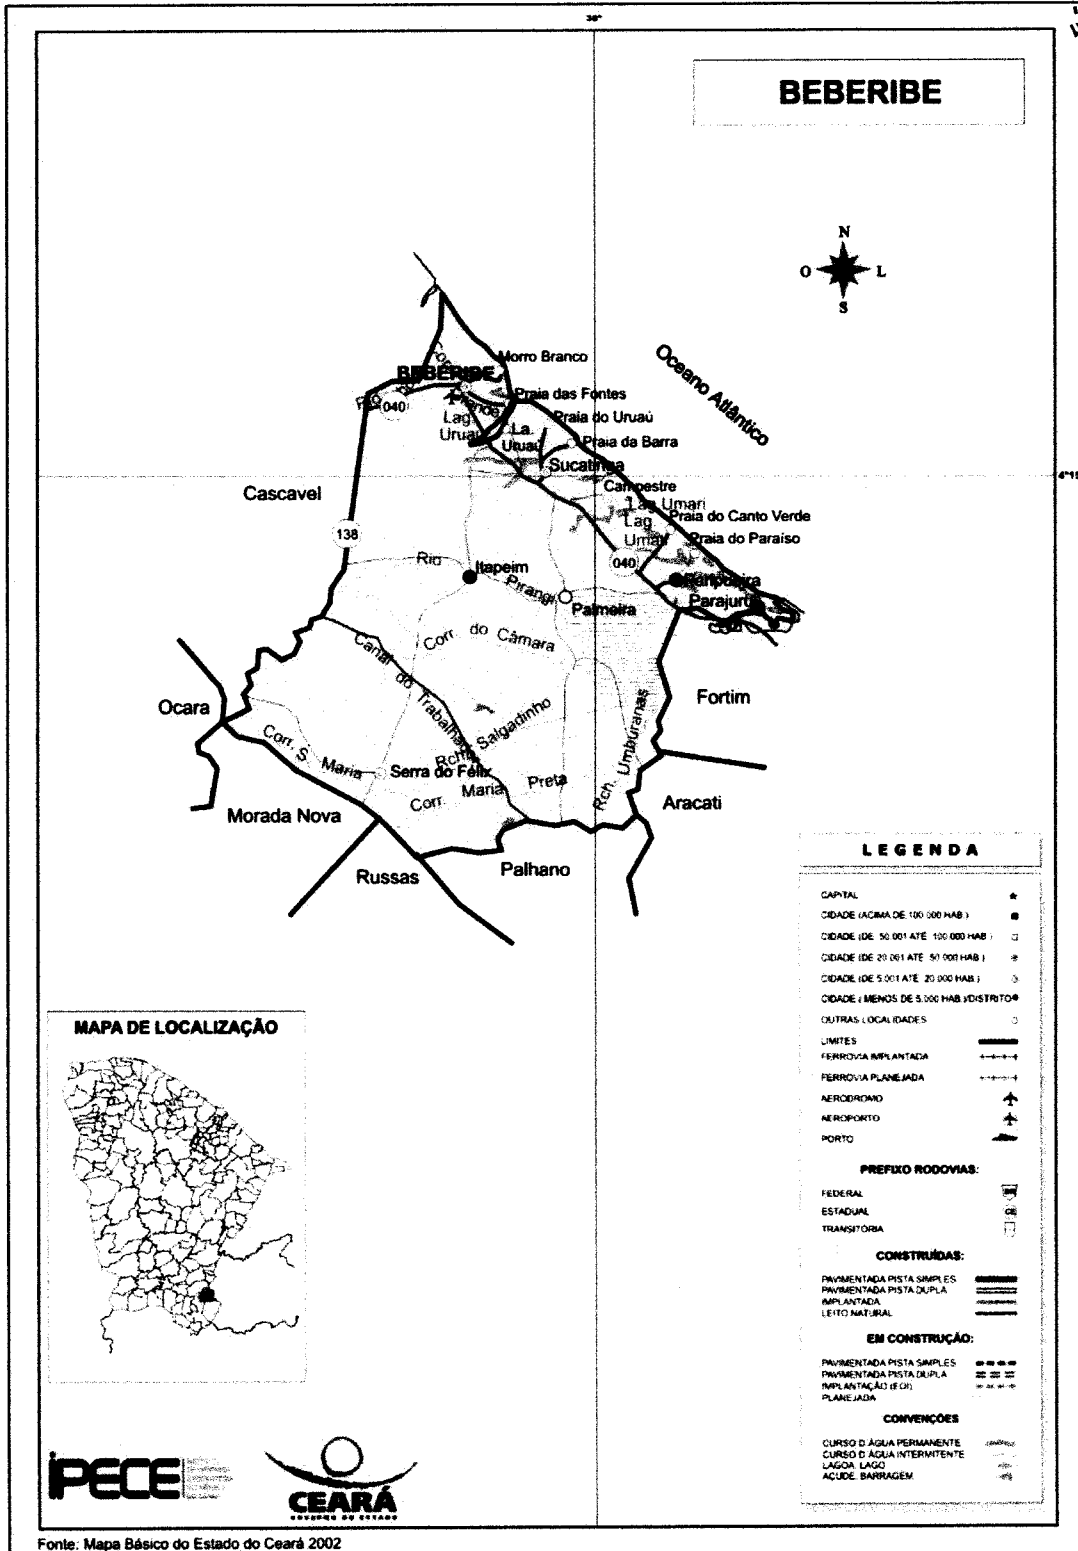 38°
BEBERIBE
N
O L
S
Oceano Atlântico
Morro Branco
BEBERIBE
Praia das Fontes
040
Lag.
Uruaú
La.
Uruaú
Praia do Uruaú
Praia da Barra
Sucatinga
Cascavel
Campestre
Lag Umari
Lag
Umari
Praia do Canto Verde
Praia do Paraíso
138
Rio Pirangi
Itapeim
040
Palmeira
Paripueira
Parajuru
Corr. do Câmara
Canal do Trabalhador
Fortim
Ocara
Corr. S. Maria
Rch. Salgadinho
Serra do Félix
Corr. Maria Preta
Rch. Umburanas
Aracati
Morada Nova
Russas
Palhano
LEGENDA
CAPITAL
CIDADE (ACIMA DE 100.000 HAB.)
CIDADE (DE 50.001 ATÉ 100.000 HAB.)
CIDADE (DE 20.001 ATÉ 50.000 HAB.)
CIDADE (DE 5.001 ATÉ 20.000 HAB.)
CIDADE ( MENOS DE 5.000 HAB.)/DISTRITO
OUTRAS LOCALIDADES
LIMITES
FERROVIA IMPLANTADA
FERROVIA PLANEJADA
AERÓDROMO
AEROPORTO
PORTO
PREFIXO RODOVIAS:
FEDERAL BR
ESTADUAL CE
TRANSITÓRIA
CONSTRUÍDAS:
PAVIMENTADA PISTA SIMPLES
PAVIMENTADA PISTA DUPLA
IMPLANTADA
LEITO NATURAL
EM CONSTRUÇÃO:
PAVIMENTADA PISTA SIMPLES
PAVIMENTADA PISTA DUPLA
IMPLANTAÇÃO (EOI)
PLANEJADA
CONVENÇÕES
CURSO D ÁGUA PERMANENTE
CURSO D ÁGUA INTERMITENTE
LAGOA, LAGO
AÇUDE, BARRAGEM
MAPA DE LOCALIZAÇÃO
iPECE
CEARÁ
GOVERNO DO ESTADO
Fonte: Mapa Básico do Estado do Ceará 2002